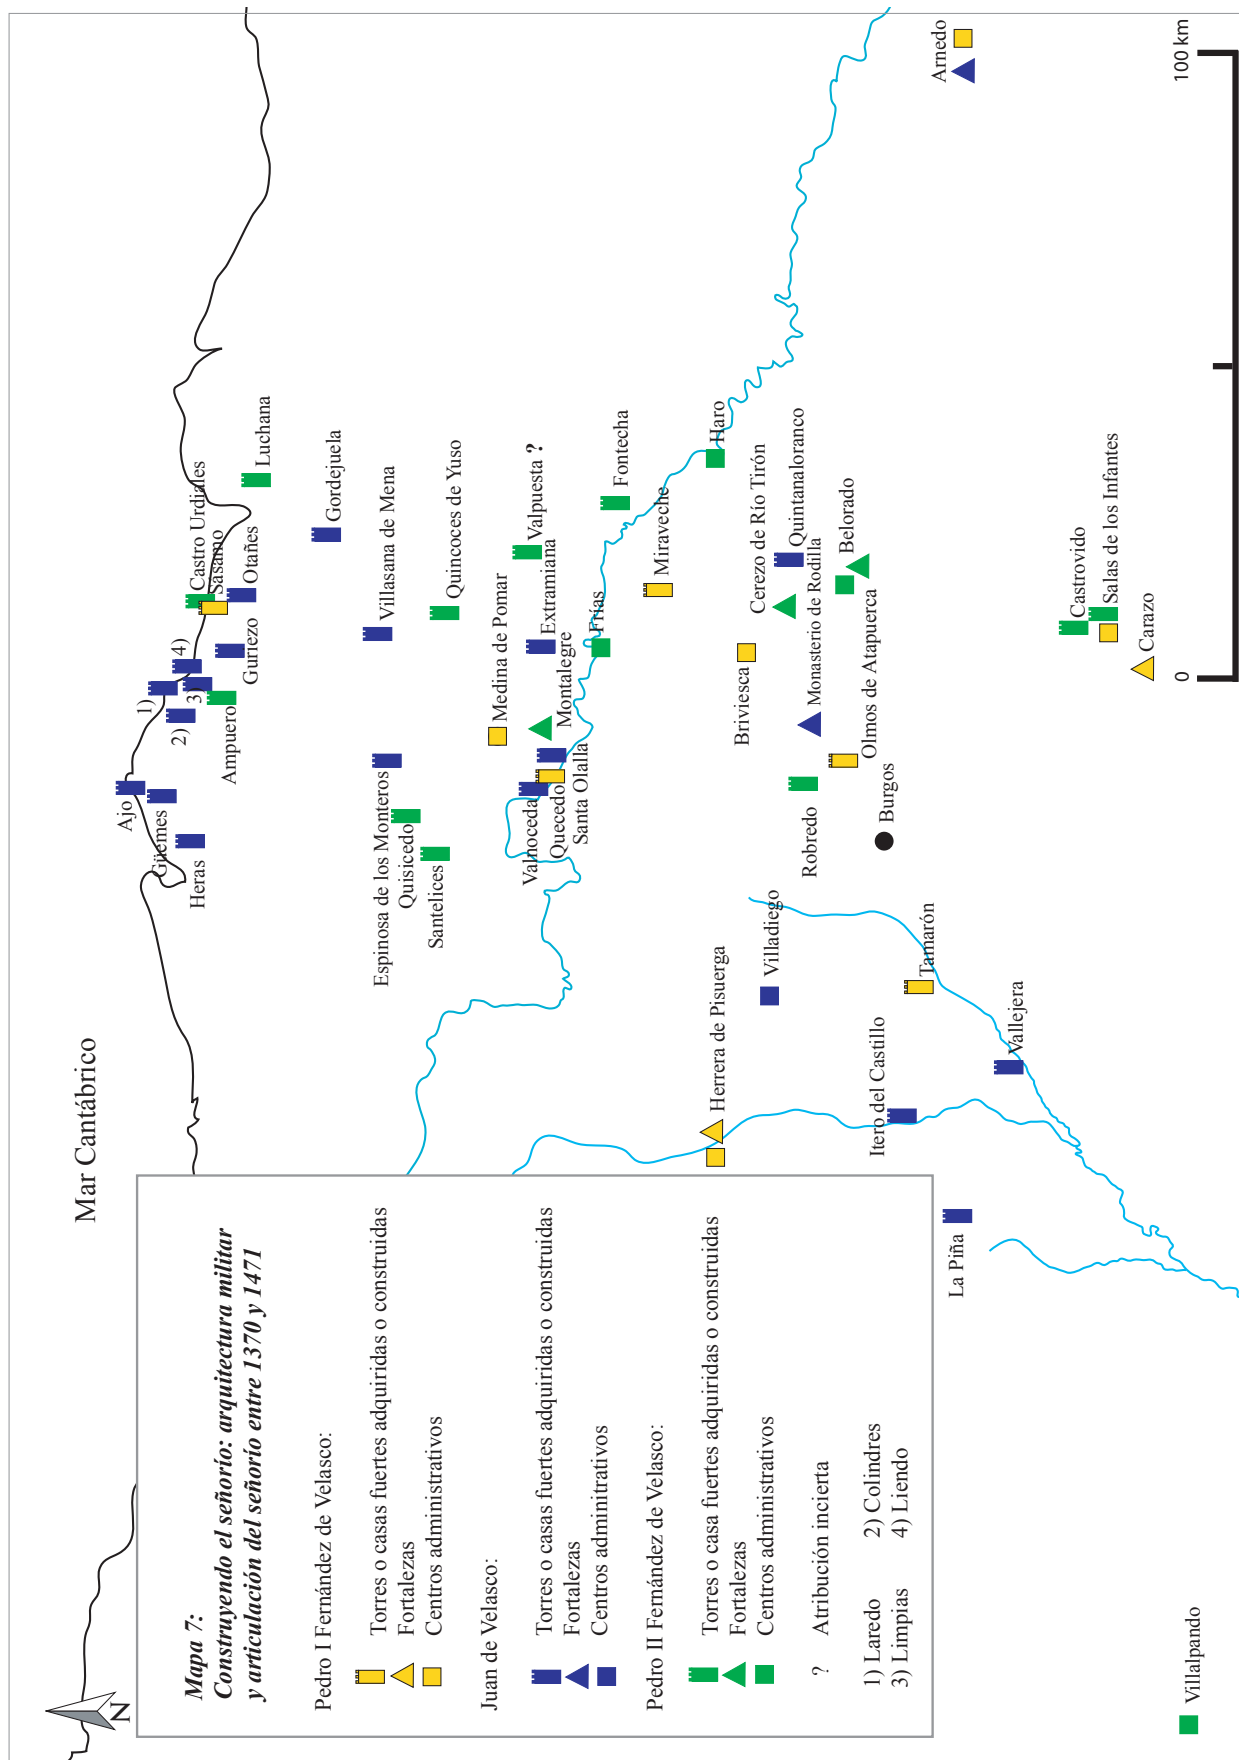 Mar Cantábrico
N
Mapa 7:
Construyendo el señorío: arquitectura militar
y articulación del señorío entre 1370 y 1471
Pedro I Fernández de Velasco:
Torres o casas fuertes adquiridas o construidas
Fortalezas
Centros administrativos
Juan de Velasco:
Torres o casas fuertes adquiridas o construidas
Fortalezas
Centros adminitrativos
Pedro II Fernández de Velasco:
Torres o casa fuertes adquiridas o construidas
Fortalezas
Centros administrativos
? Atribución incierta
1) Laredo 2) Colindres
3) Limpias 4) Liendo
Ajo
Güemes
Heras
1)
2)
3)
4)
Ampuero
Guriezo
Castro Urdiales
Sásamo
Otañes
Luchana
Gordejuela
Villasana de Mena
Espinosa de los Monteros
Quisicedo
Santelices
Quincoces de Yuso
Medina de Pomar
Valpuesta ?
Extramiana
Montalegre
Valnoceda
Quecedo
Santa Olalla
Frías
Fontecha
Miraveche
Haro
Briviesca
Cerezo de Río Tirón
Quintanaloranco
Monasterio de Rodilla
Belorado
Olmos de Atapuerca
Robredo
Burgos
Herrera de Pisuerga
Villadiego
Tamarón
Itero del Castillo
Vallejera
La Piña
Arnedo
Castrovido
Salas de los Infantes
Carazo
Villalpando
0
100 km